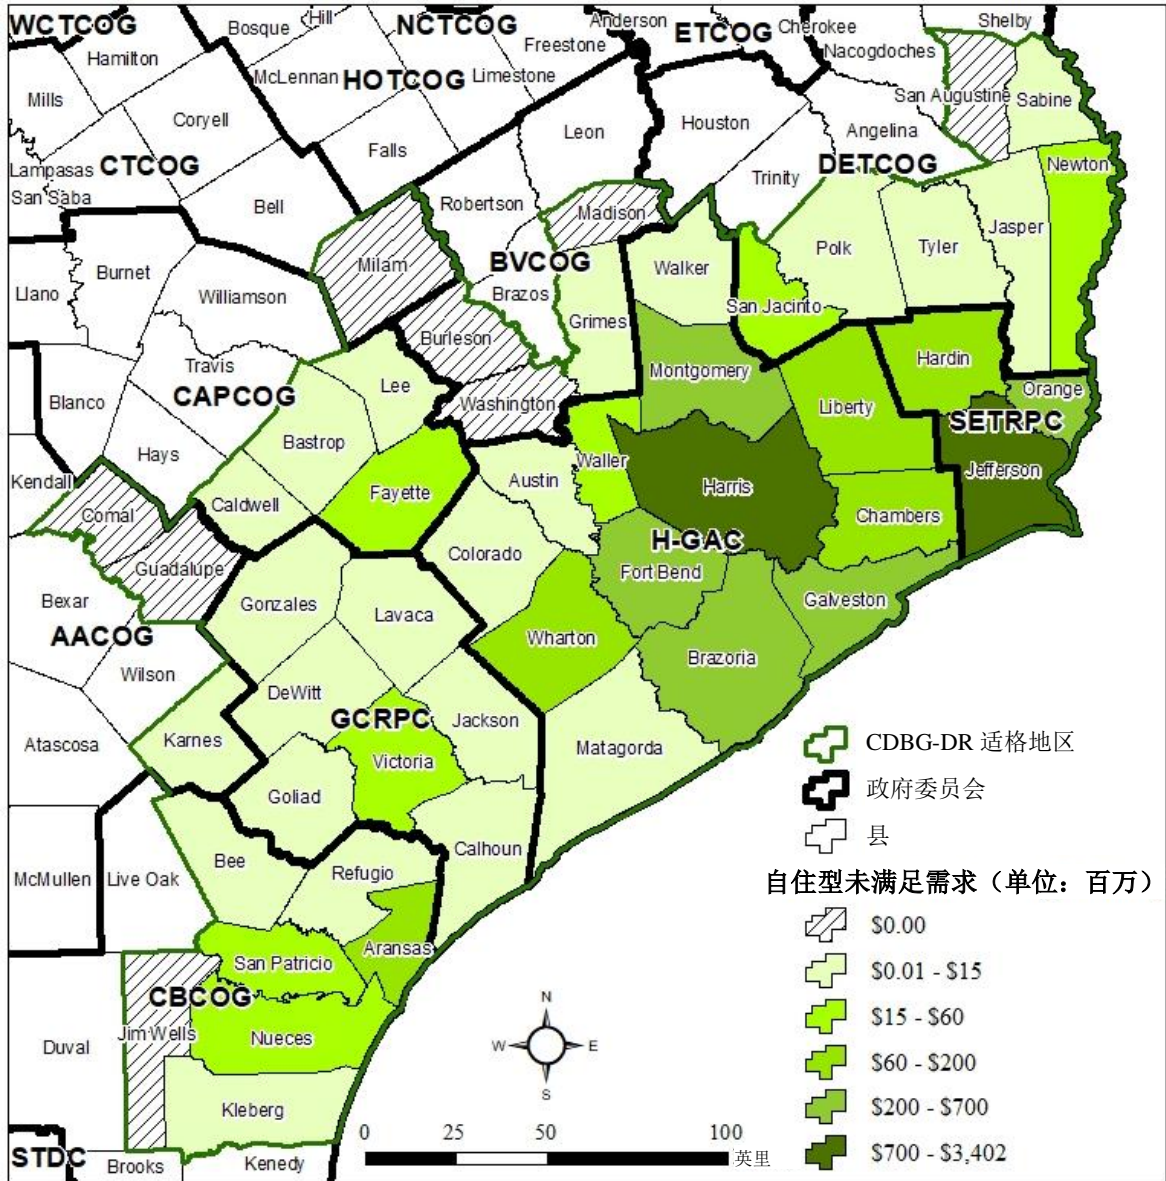 WCTCOG
Bosque
Hill
NCTCOG
Anderson
ETCOG
Cherokee
Shelby
Hamilton
McLennan
HOTCOG
Limestone
Freestone
Nacogdoches
Mills
Coryell
Leon
Houston
San Augustine
Sabine
Angelina
Falls
Lampasas
CTCOG
San Saba
Bell
Robertson
Madison
Trinity
DETCOG
Newton
Jasper
Milam
BVCOG
Walker
Polk
Tyler
Burnet
Llano
Williamson
Brazos
Grimes
San Jacinto
Burleson
Travis
Montgomery
Hardin
Orange
Lee
Washington
Liberty
SETRPC
CAPCOG
Blanco
Bastrop
Hays
Waller
Jefferson
Kendall
Fayette
Austin
Harris
Caldwell
Comal
Chambers
H-GAC
Colorado
Guadalupe
Fort Bend
Bexar
Gonzales
Lavaca
Galveston
AACOG
Wharton
Wilson
Brazoria
DeWitt
GCRPC
Jackson
Atascosa
Karnes
Victoria
Matagorda
Goliad
Calhoun
Bee
Refugio
McMullen
Live Oak
Aransas
San Patricio
CBCOG
Jim Wells
Nueces
Duval
Kleberg
STDC
Brooks
Kenedy
N
W
E
S
0 25 50 100
英里
CDBG-DR 适格地区
政府委员会
县
自住型未满足需求（单位：百万）
$0.00
$0.01 - $15
$15 - $60
$60 - $200
$200 - $700
$700 - $3,402